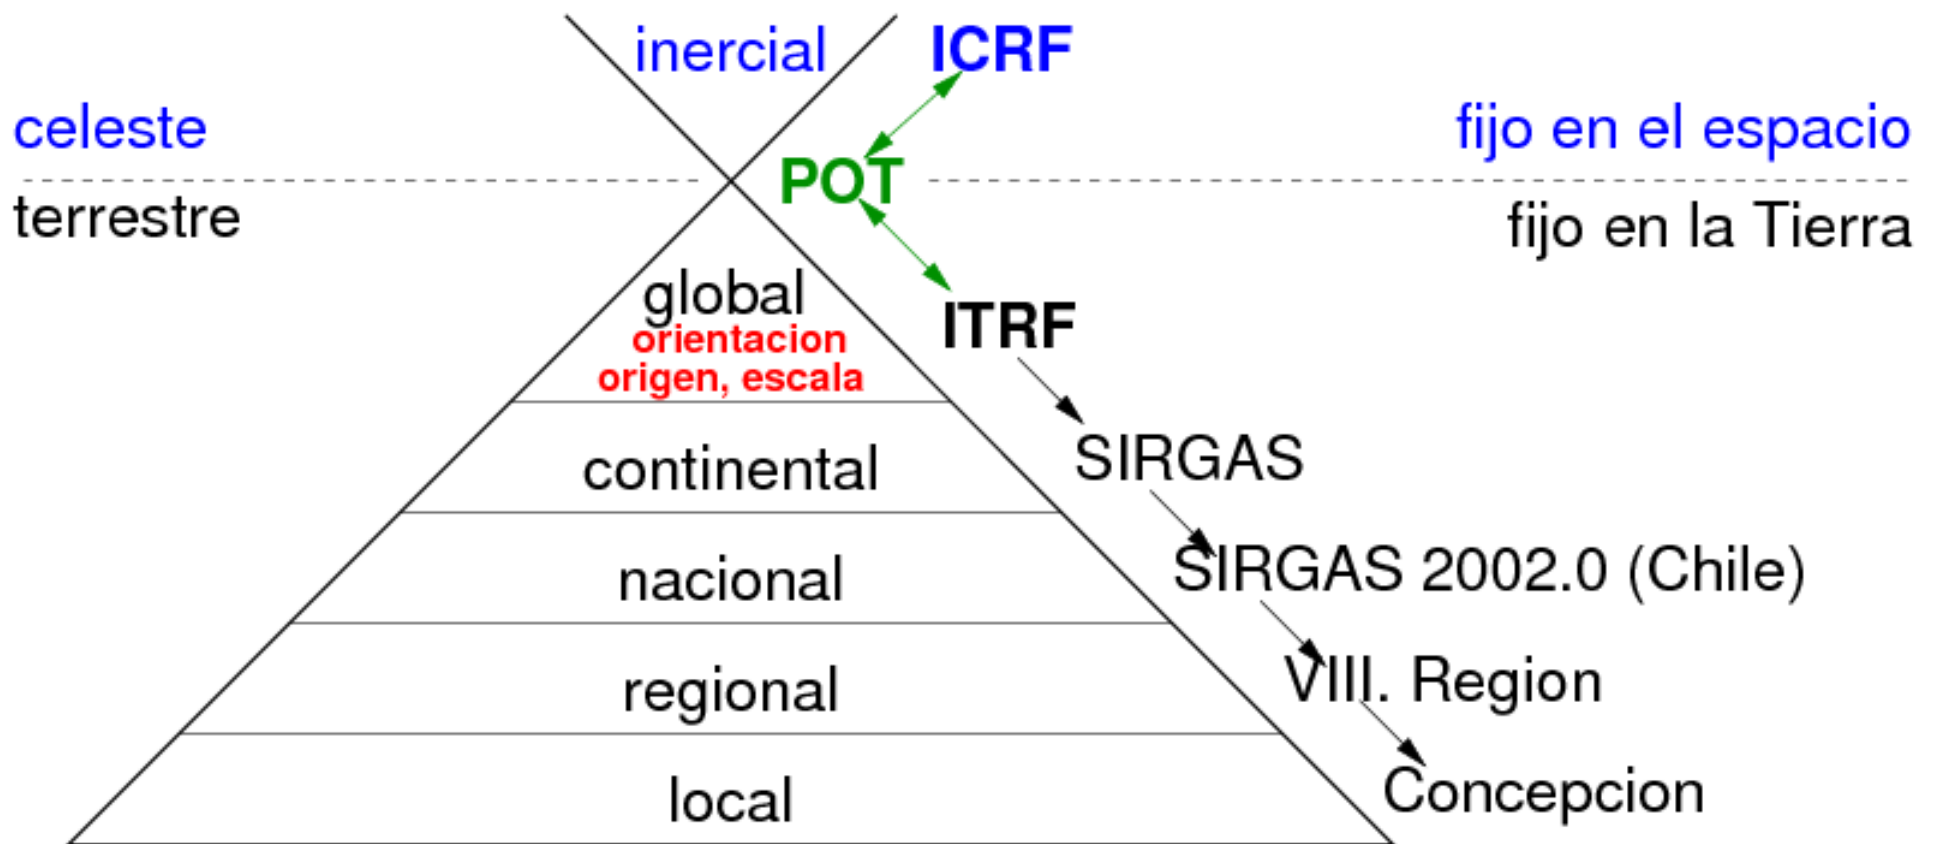 inercial
ICRF
celeste
fijo en el espacio
POT
terrestre
fijo en la Tierra
global
orientacion
origen, escala
ITRF
continental
SIRGAS
nacional
SIRGAS 2002.0 (Chile)
regional
VIII. Region
local
Concepcion